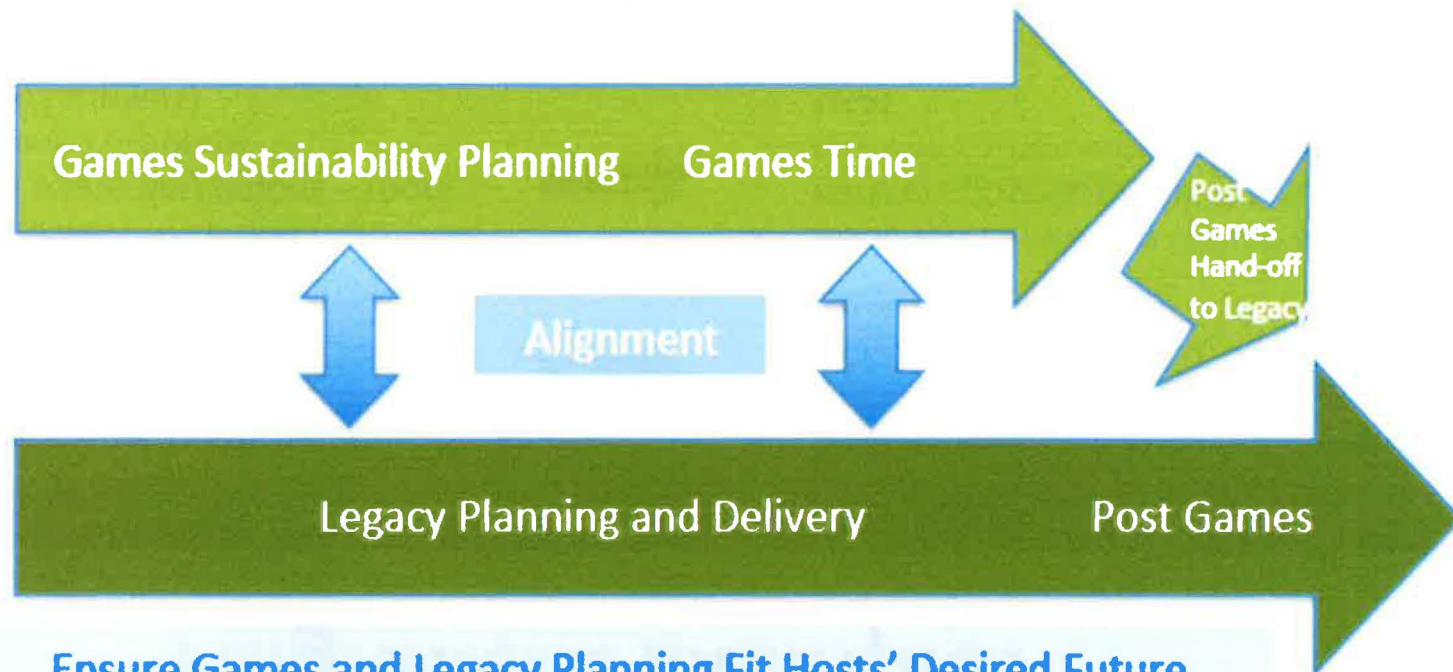 Games Sustainability Planning Games Time
Post
Games
Hand-off
to Legacy
Alignment
Legacy Planning and Delivery Post Games
Ensure Games and Legacy Planning Fit Hosts' Desired Future